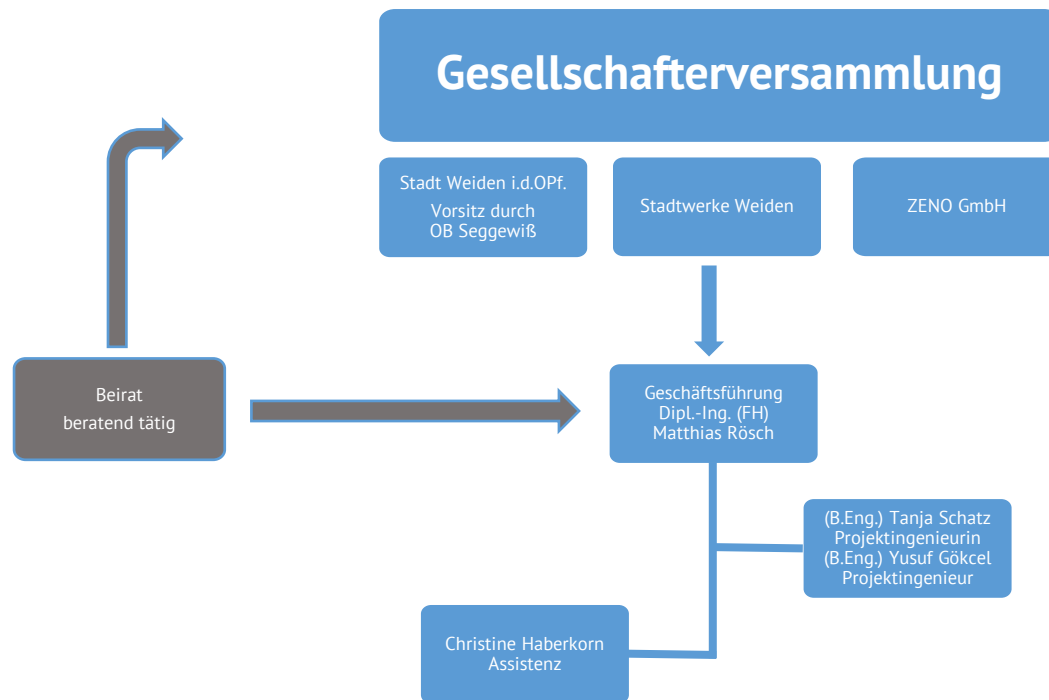 Gesellschafterversammlung
Stadt Weiden i.d.OPf.
Vorsitz durch
OB Seggewiß
Stadtwerke Weiden
ZENO GmbH
Beirat
beratend tätig
Geschäftsführung
Dipl.-Ing. (FH)
Matthias Rösch
(B.Eng.) Tanja Schatz
Projektingenieurin
(B.Eng.) Yusuf Gökcel
Projektingenieur
Christine Haberkorn
Assistenz